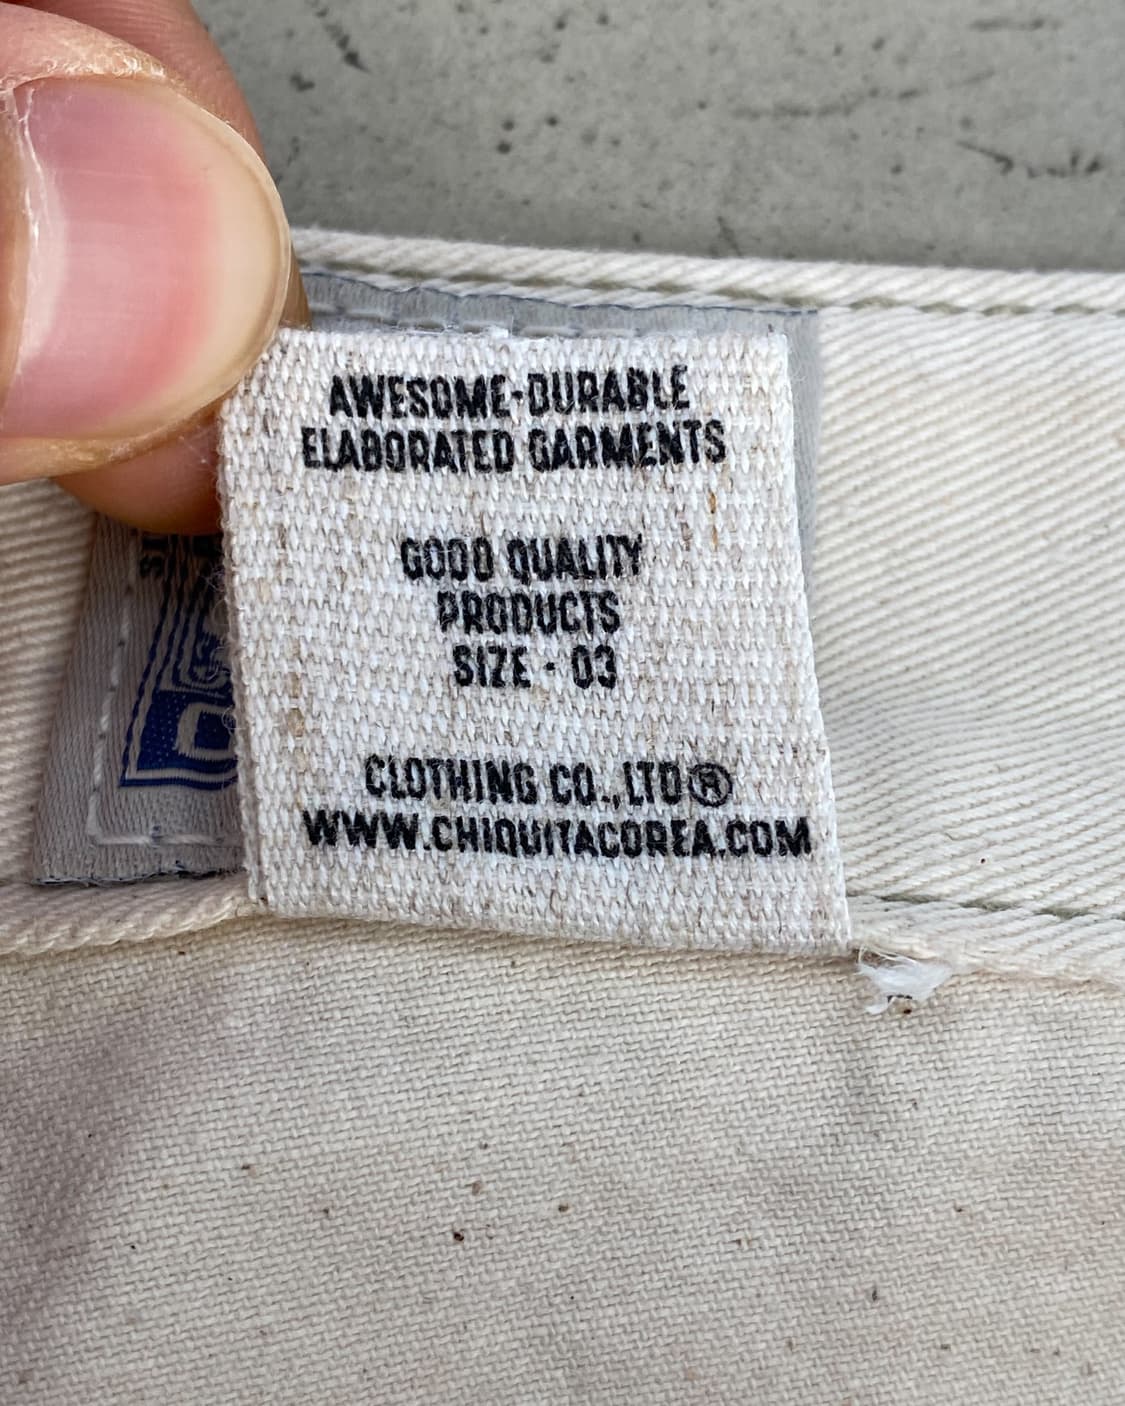 AWESOME-DURABLE
ELABORATED GARMENTS
GOOD QUALITY
PRODUCTS
SIZE · 03
CLOTHING CO.,LTD®
WWW.CHIQUITACOREA.COM